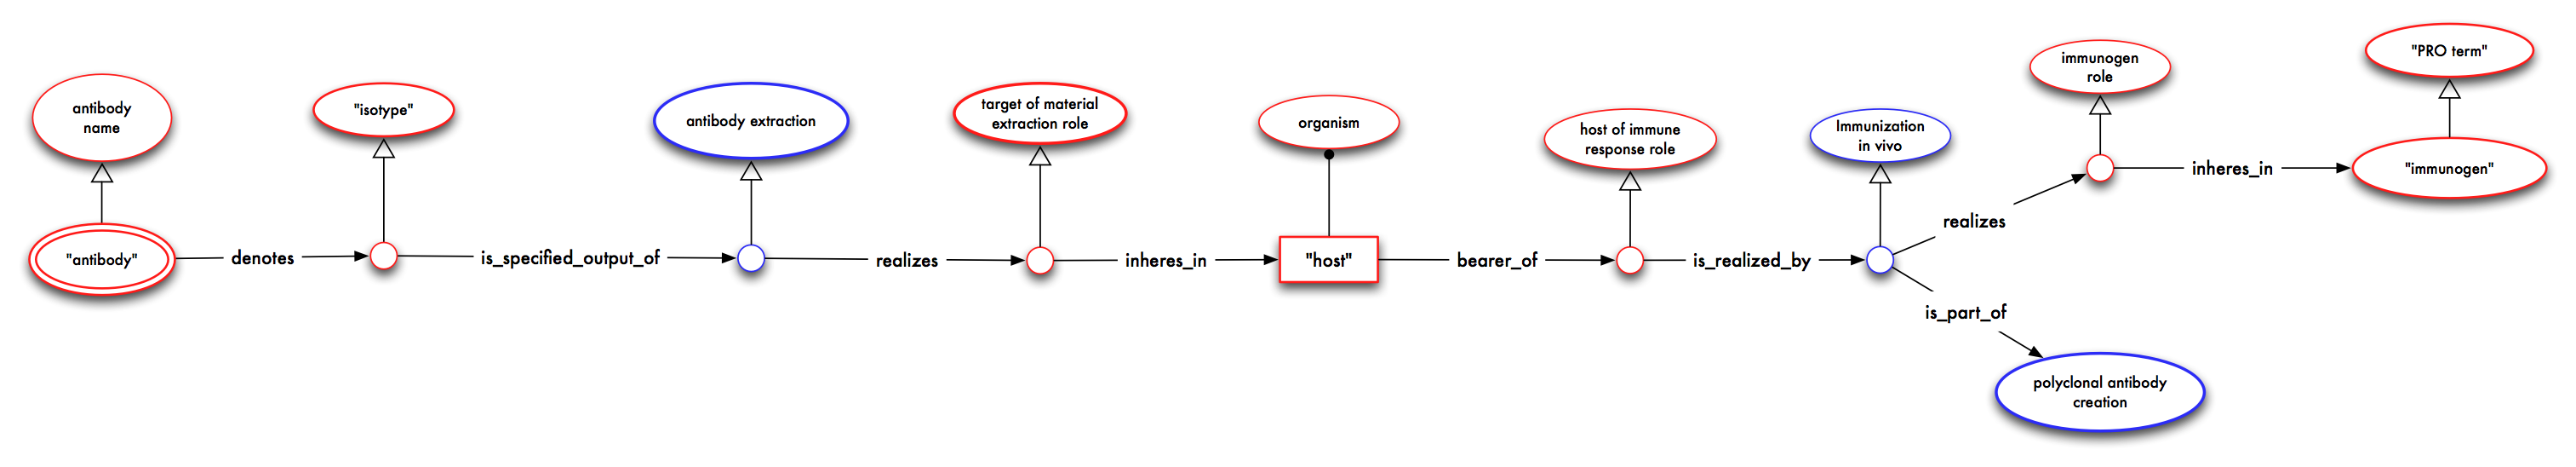 antibody
name
"isotype"
antibody extraction
target of material
extraction role
organism
host of immune
response role
Immunization
in vivo
immunogen
role
"PRO term"
"antibody"
denotes
is_specified_output_of
realizes
inheres_in
"host"
bearer_of
is_realized_by
realizes
inheres_in
"immunogen"
is_part_of
polyclonal antibody
creation